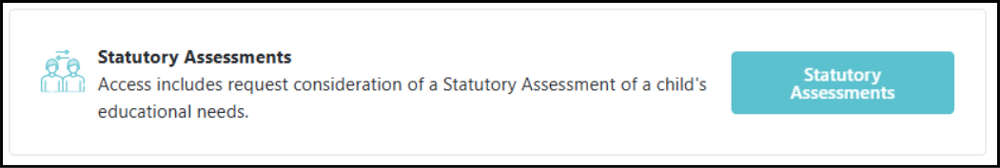 Statutory Assessments
Access includes request consideration of a Statutory Assessment of a child's
educational needs.
Statutory
Assessments